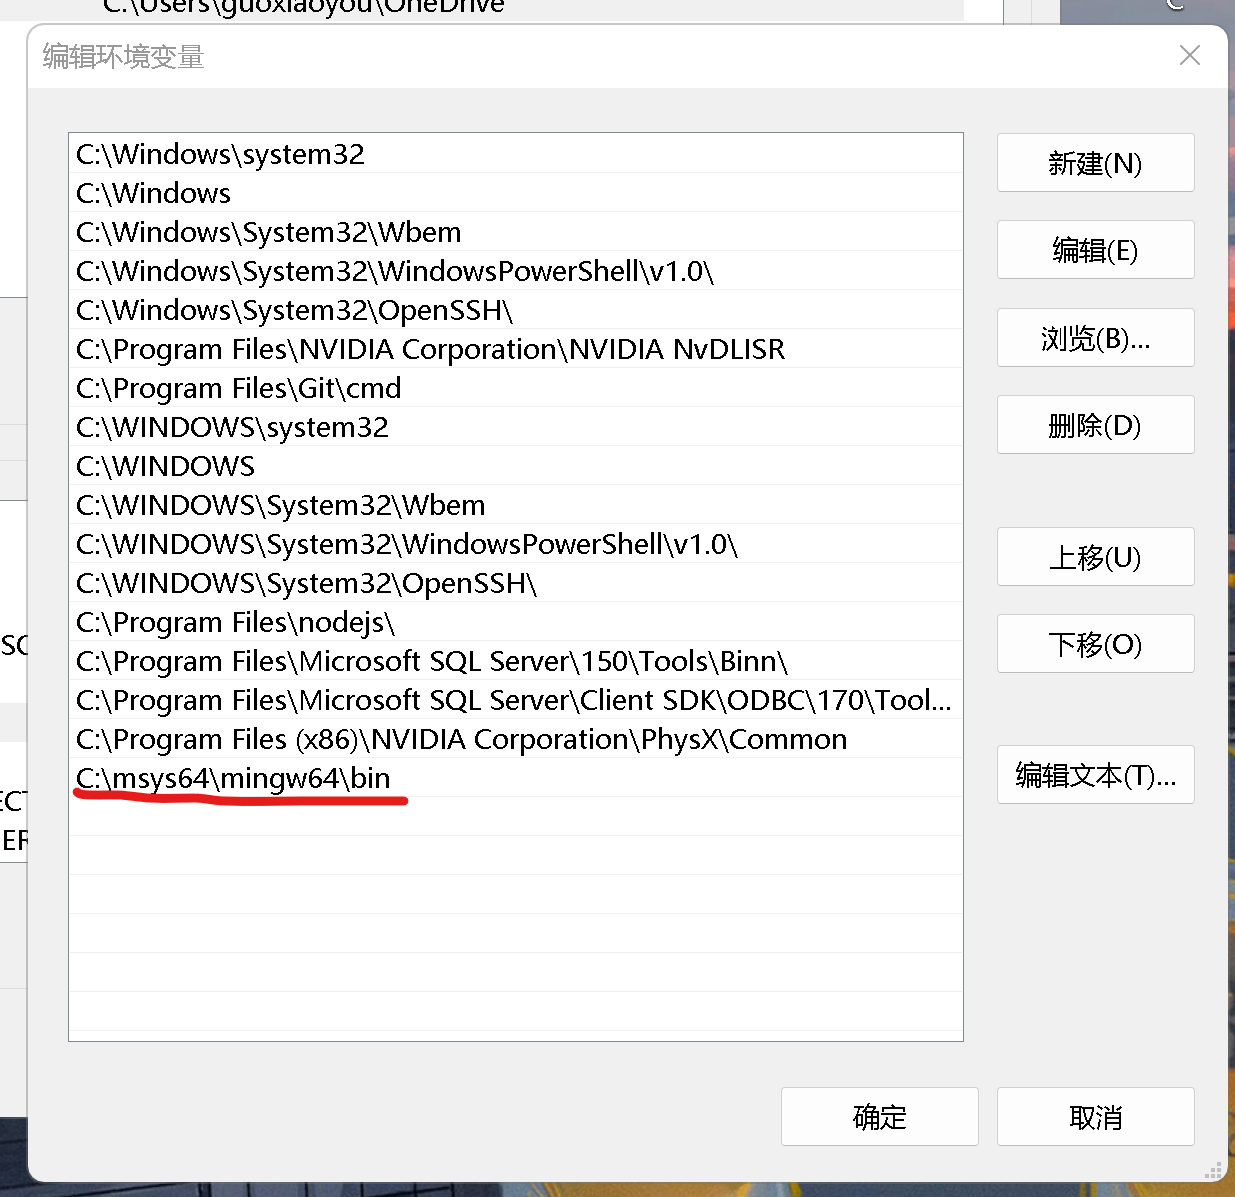 C:\Users\guoxiaoyou\OneDrive
编辑环境变量
C:\Windows\system32
C:\Windows
C:\Windows\System32\Wbem
C:\Windows\System32\WindowsPowerShell\v1.0\
C:\Windows\System32\OpenSSH\
C:\Program Files\NVIDIA Corporation\NVIDIA NvDLISR
C:\Program Files\Git\cmd
C:\WINDOWS\system32
C:\WINDOWS
C:\WINDOWS\System32\Wbem
C:\WINDOWS\System32\WindowsPowerShell\v1.0\
C:\WINDOWS\System32\OpenSSH\
C:\Program Files\nodejs\
C:\Program Files\Microsoft SQL Server\150\Tools\Binn\
C:\Program Files\Microsoft SQL Server\Client SDK\ODBC\170\Tool...
C:\Program Files (x86)\NVIDIA Corporation\PhysX\Common
C:\msys64\mingw64\bin
新建(N)
编辑(E)
浏览(B)...
删除(D)
上移(U)
下移(O)
编辑文本(T)...
确定
取消